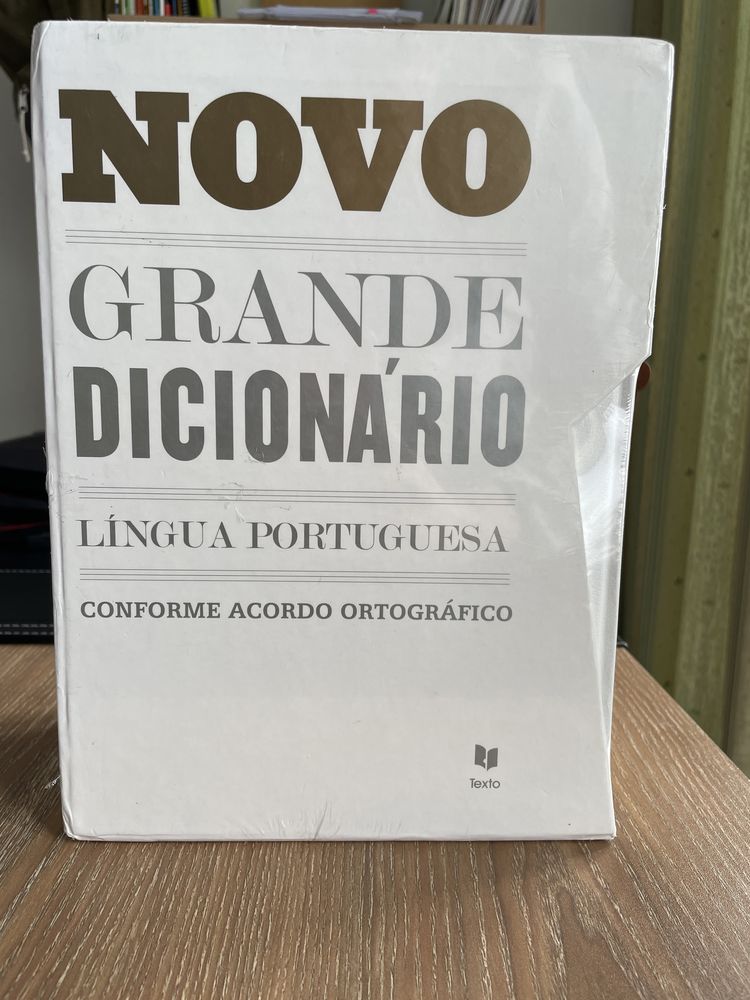 NOVO
GRANDE
DICIONÁRIO
LÍNGUA PORTUGUESA
CONFORME ACORDO ORTOGRÁFICO
Texto